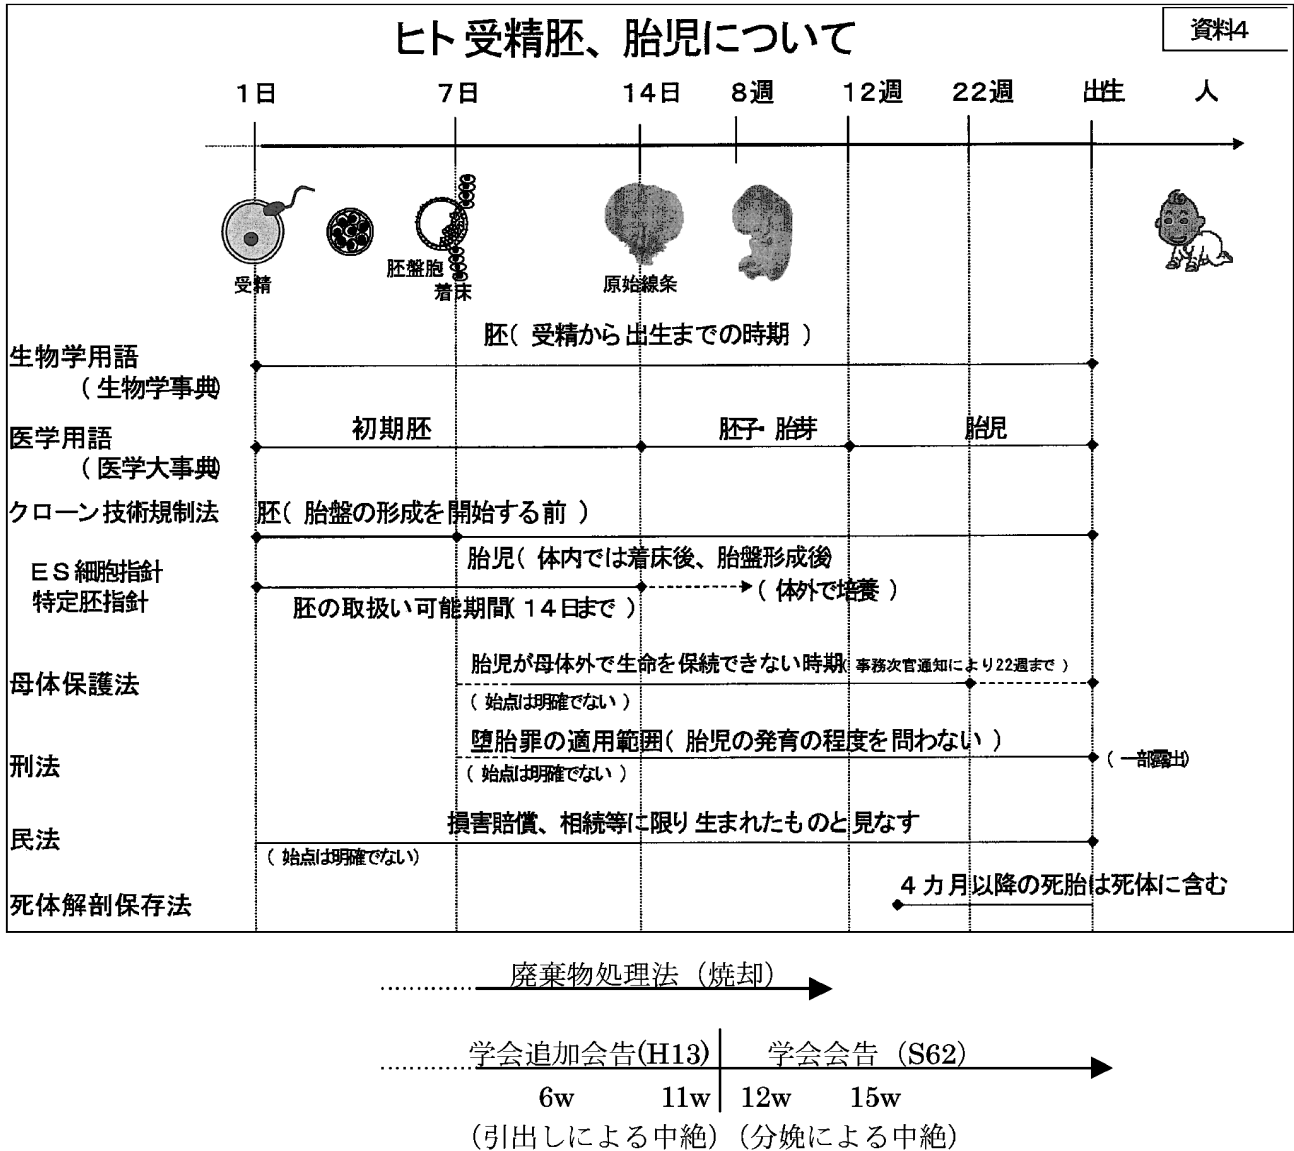 ヒト受精胚、胎児について
資料4
1日 7日 14日 8週 12週 22週 出生 人
受精
胚盤胞
着床
原始線条
胚(受精から出生までの時期)
生物学用語
(生物学事典)
初期胚 胚子・胎芽 胎児
医学用語
(医学大事典)
クローン技術規制法 胚(胎盤の形成を開始する前)
胎児(体内では着床後、胎盤形成後)
ES細胞指針
特定胚指針
(体外で培養)
胚の取扱い可能期間(14日まで)
胎児が母体外で生命を保続できない時期(事務次官通知により22週まで)
母体保護法
(始点は明確でない)
堕胎罪の適用範囲(胎児の発育の程度を問わない)
刑法
(一部露出)
(始点は明確でない)
損害賠償、相続等に限り生まれたものと見なす
民法
(始点は明確でない)
4カ月以降の死胎は死体に含む
死体解剖保存法
廃棄物処理法(焼却)
学会追加会告(H13) 学会会告(S62)
6w 11w 12w 15w
(引出しによる中絶)(分娩による中絶)